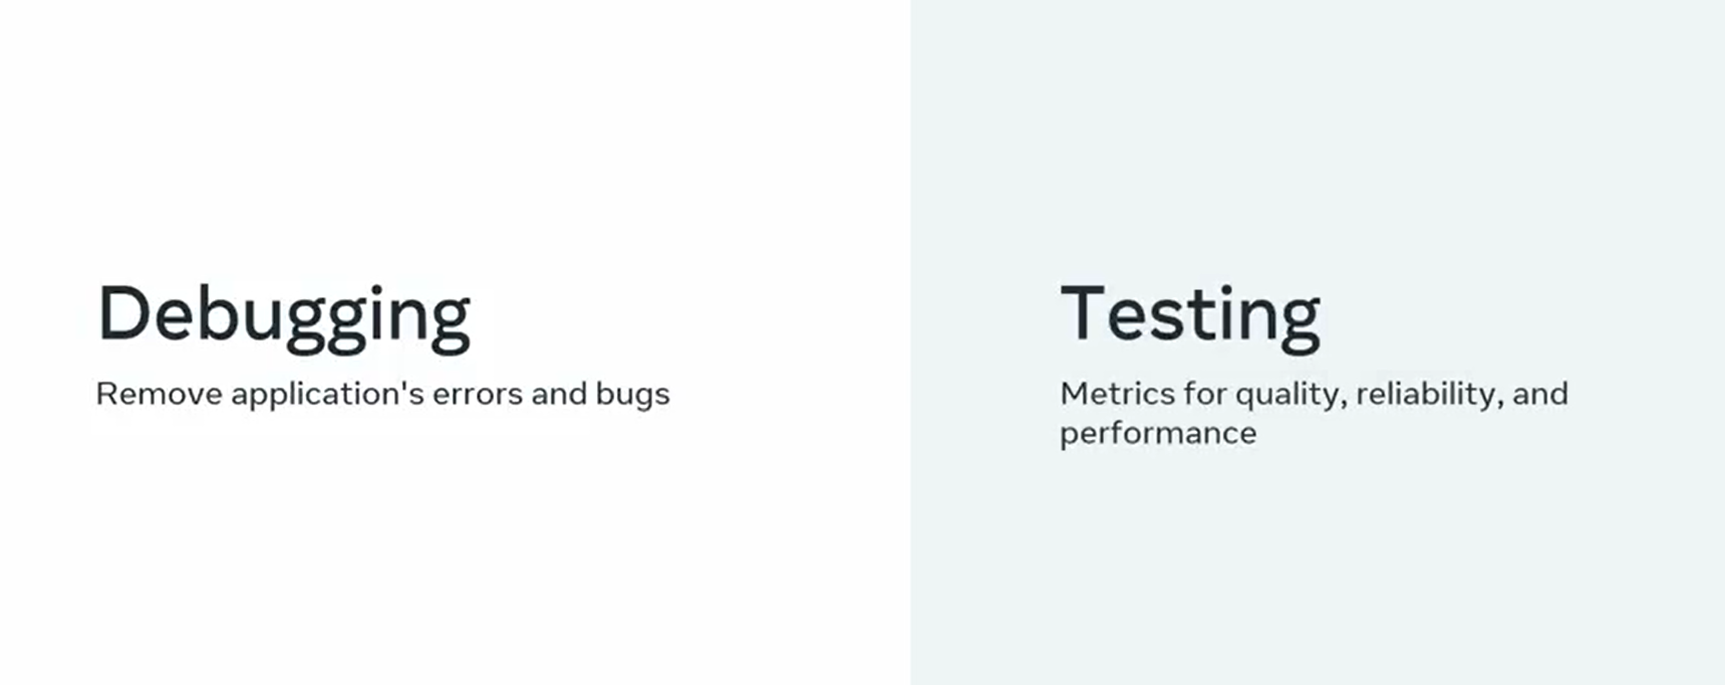 Debugging
Remove application's errors and bugs
Testing
Metrics for quality, reliability, and
performance